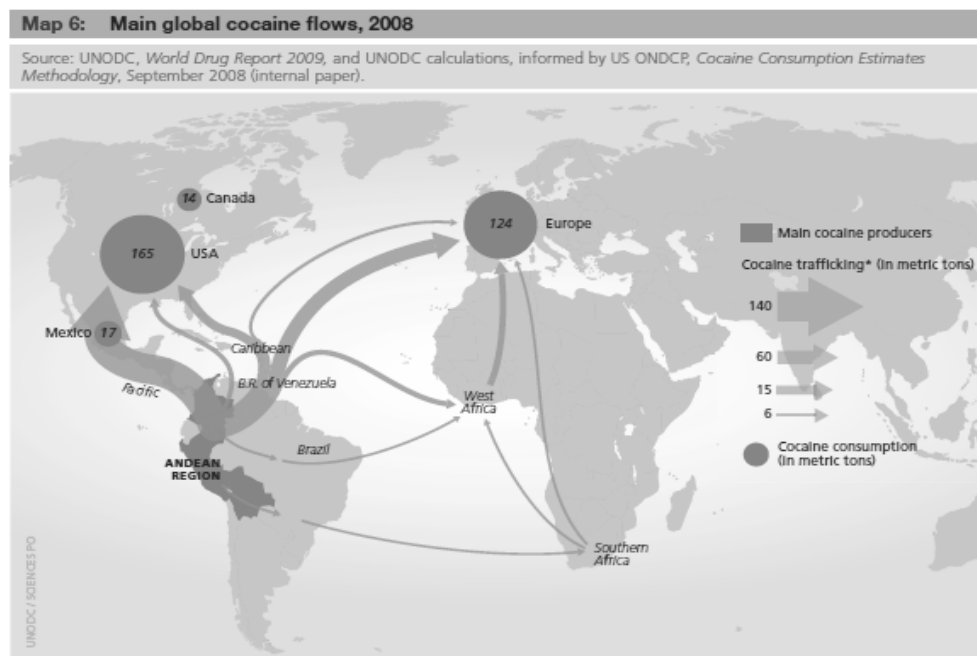 Map 6: Main global cocaine flows, 2008
Source: UNODC, World Drug Report 2009, and UNODC calculations, informed by US ONDCP, Cocaine Consumption Estimates
Methodology, September 2008 (internal paper).
14 Canada
165 USA
124 Europe
Mexico 17
Caribbean
B.R. of Venezuela
Pacific
West
Africa
Brazil
ANDEAN
REGION
Southern
Africa
Main cocaine producers
Cocaine trafficking* (in metric tons)
140
60
15
6
Cocaine consumption
(in metric tons)
UNODC / SCIENCES PO